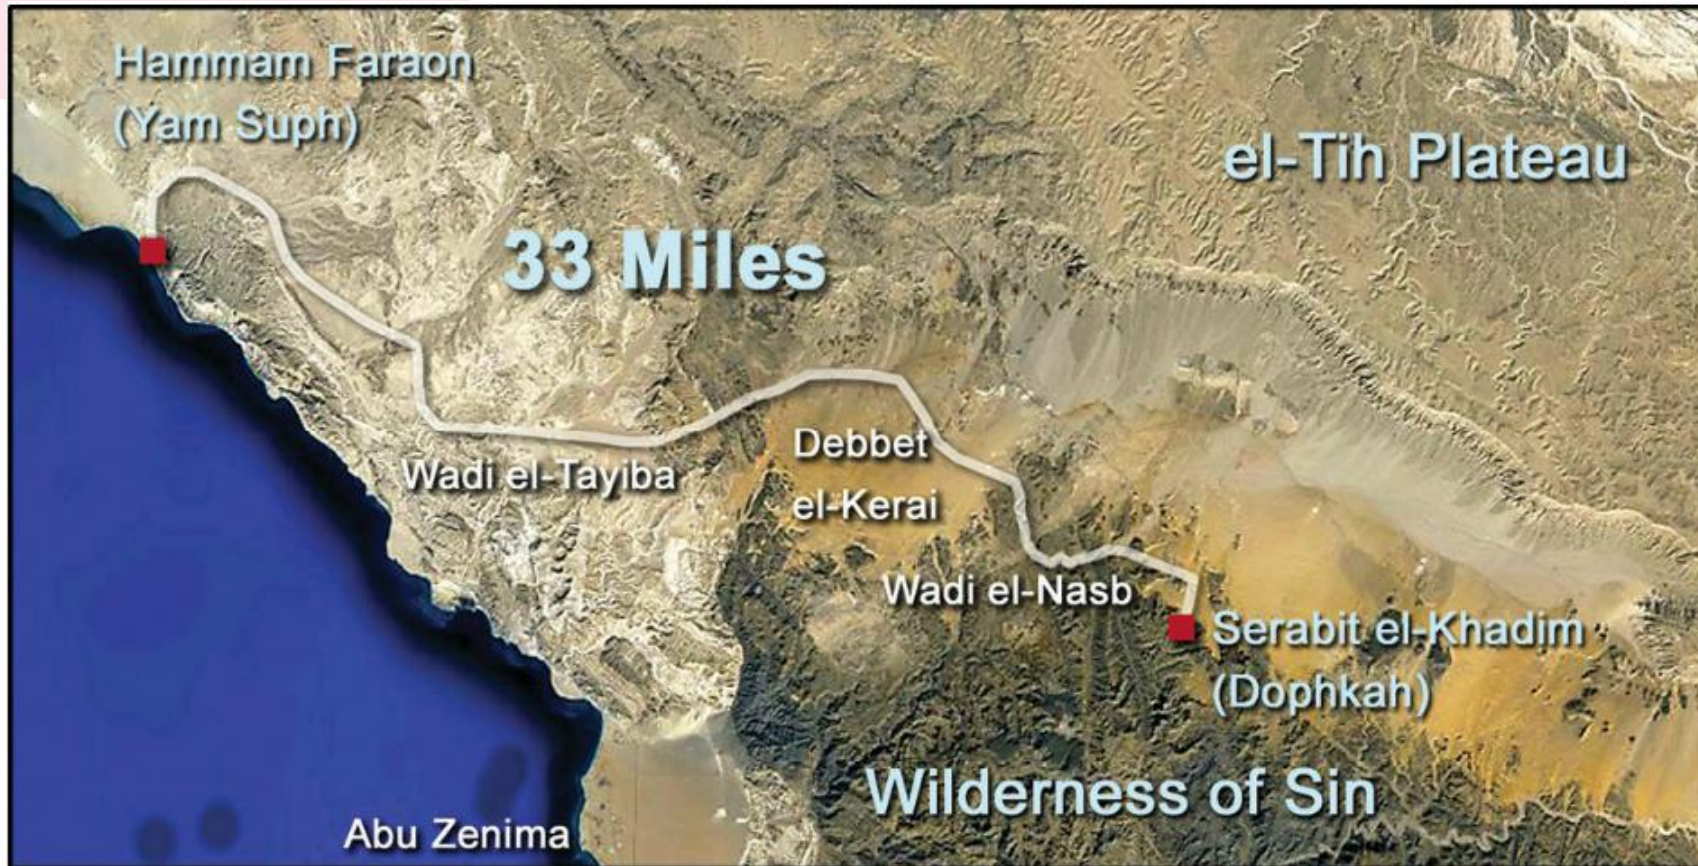 Hammam Faraon
(Yam Suph)
el-Tih Plateau
33 Miles
Debbet
el-Kerai
Wadi el-Tayiba
Wadi el-Nasb
Serabit el-Khadim
(Dophkah)
Wilderness of Sin
Abu Zenima